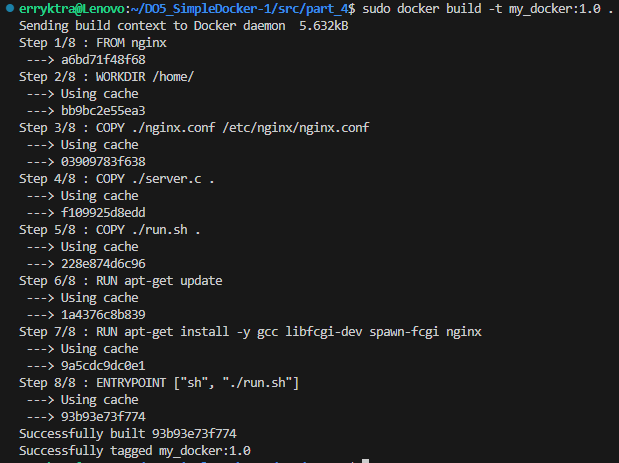 erryktra@Lenovo:~/DO5_SimpleDocker-1/src/part_4$ sudo docker build -t my_docker:1.0 .
Sending build context to Docker daemon  5.632kB
Step 1/8 : FROM nginx
 ---> a6bd71f48f68
Step 2/8 : WORKDIR /home/
 ---> Using cache
 ---> bb9bc2e55ea3
Step 3/8 : COPY ./nginx.conf /etc/nginx/nginx.conf
 ---> Using cache
 ---> 03909783f638
Step 4/8 : COPY ./server.c .
 ---> Using cache
 ---> f109925d8edd
Step 5/8 : COPY ./run.sh .
 ---> Using cache
 ---> 228e874d6c96
Step 6/8 : RUN apt-get update
 ---> Using cache
 ---> 1a4376c8b839
Step 7/8 : RUN apt-get install -y gcc libfcgi-dev spawn-fcgi nginx
 ---> Using cache
 ---> 9a5cdc9dc0e1
Step 8/8 : ENTRYPOINT ["sh", "./run.sh"]
 ---> Using cache
 ---> 93b93e73f774
Successfully built 93b93e73f774
Successfully tagged my_docker:1.0